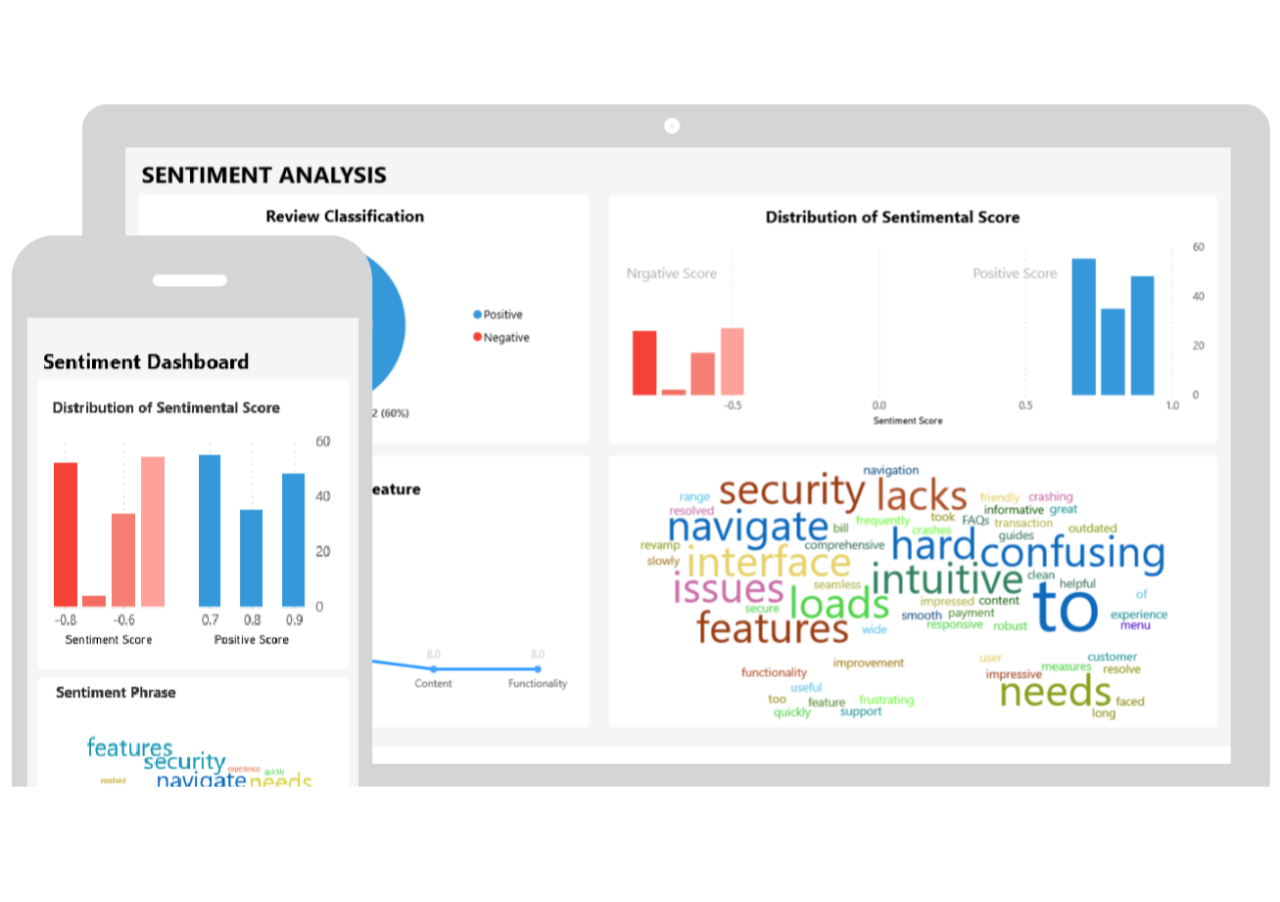 SENTIMENT ANALYSIS
Review Classification
Positive
Negative
2 (60%)
Distribution of Sentimental Score
Nrgative Score
Positive Score
60
40
20
0
-0.5
0.0
0.5
1.0
Sentiment Score
eature
8.0
8.0
Content
Functionality
navigation
security
lacks
range
friendly
crashing
resolved
informative
great
navigate
bill
frequently
took
FAQs
transaction
crashes
outdated
guides
revamp
comprehensive
hard
confusing
slowly
interface
issues
seamless
intuitive
clean
helpful
secure
loads
impressed
content
to
of
features
smooth
payment
experience
wide
responsive
robust
menu
functionality
improvement
user
customer
impressive
measures
resolve
useful
needs
too
feature
frustrating
faced
quickly
support
long
Sentiment Dashboard
Distribution of Sentimental Score
60
40
20
0
-0.8
-0.6
0.7
0.8
0.9
Sentiment Score
Positive Score
Sentiment Phrase
features
security
experience
quickly
resolved
navigate
needs